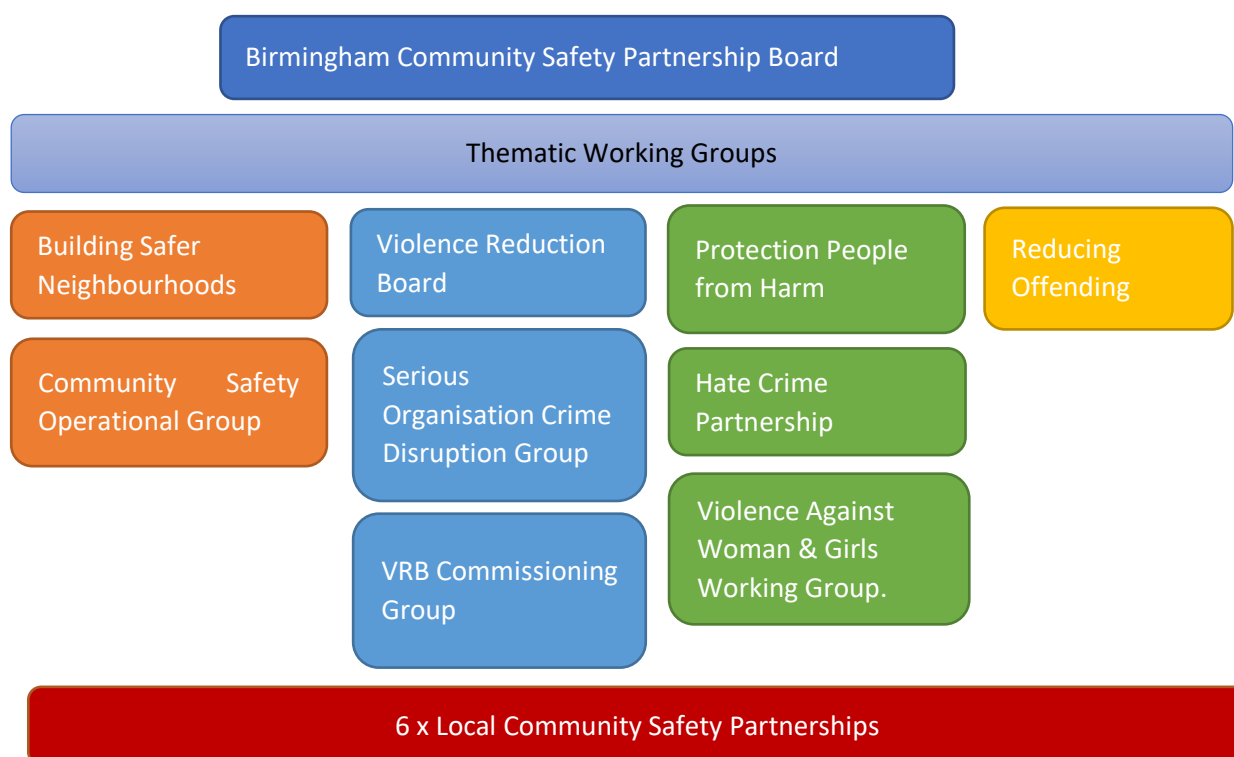 Birmingham Community Safety Partnership Board
Thematic Working Groups
Building Safer
Neighbourhoods
Violence Reduction
Board
Protection People
from Harm
Reducing
Offending
Community Safety
Operational Group
Serious
Organisation Crime
Disruption Group
Hate Crime
Partnership
VRB Commissioning
Group
Violence Against
Woman & Girls
Working Group.
6 x Local Community Safety Partnerships